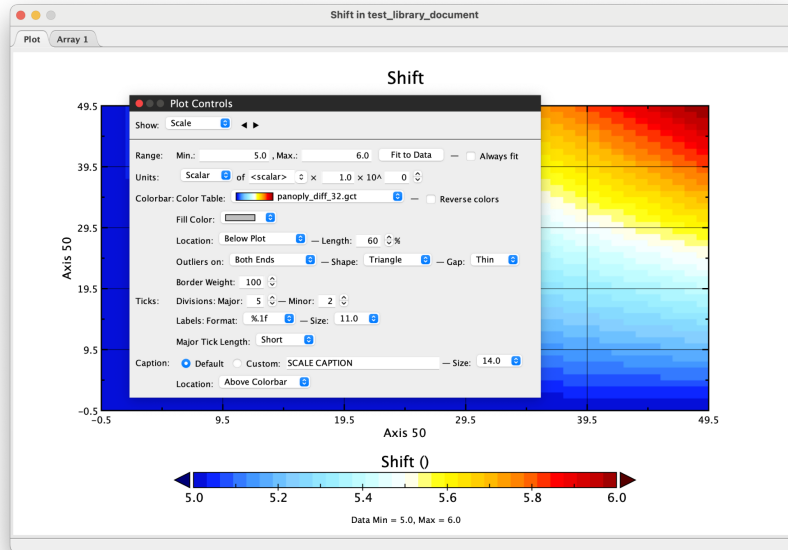 Shift in test_library_document
Plot Array 1
Shift
Plot Controls
Show: Scale
Range: Min.: 5.0 , Max.: 6.0 Fit to Data — Always fit
Units: Scalar of <scalar> × 1.0 × 10^ 0
Colorbar: Color Table: panoply_diff_32.gct — Reverse colors
Fill Color:
Location: Below Plot — Length: 60 %
Outliers on: Both Ends — Shape: Triangle — Gap: Thin
Border Weight: 100
Ticks: Divisions: Major: 5 — Minor: 2
Labels: Format: %.1f — Size: 11.0
Major Tick Length: Short
Caption: Default Custom: SCALE CAPTION — Size: 14.0
Location: Above Colorbar
49.5
39.5
29.5
19.5
9.5
-0.5
Axis 50
-0.5 9.5 19.5 29.5 39.5 49.5
Axis 50
Shift ()
5.0 5.2 5.4 5.6 5.8 6.0
Data Min = 5.0, Max = 6.0